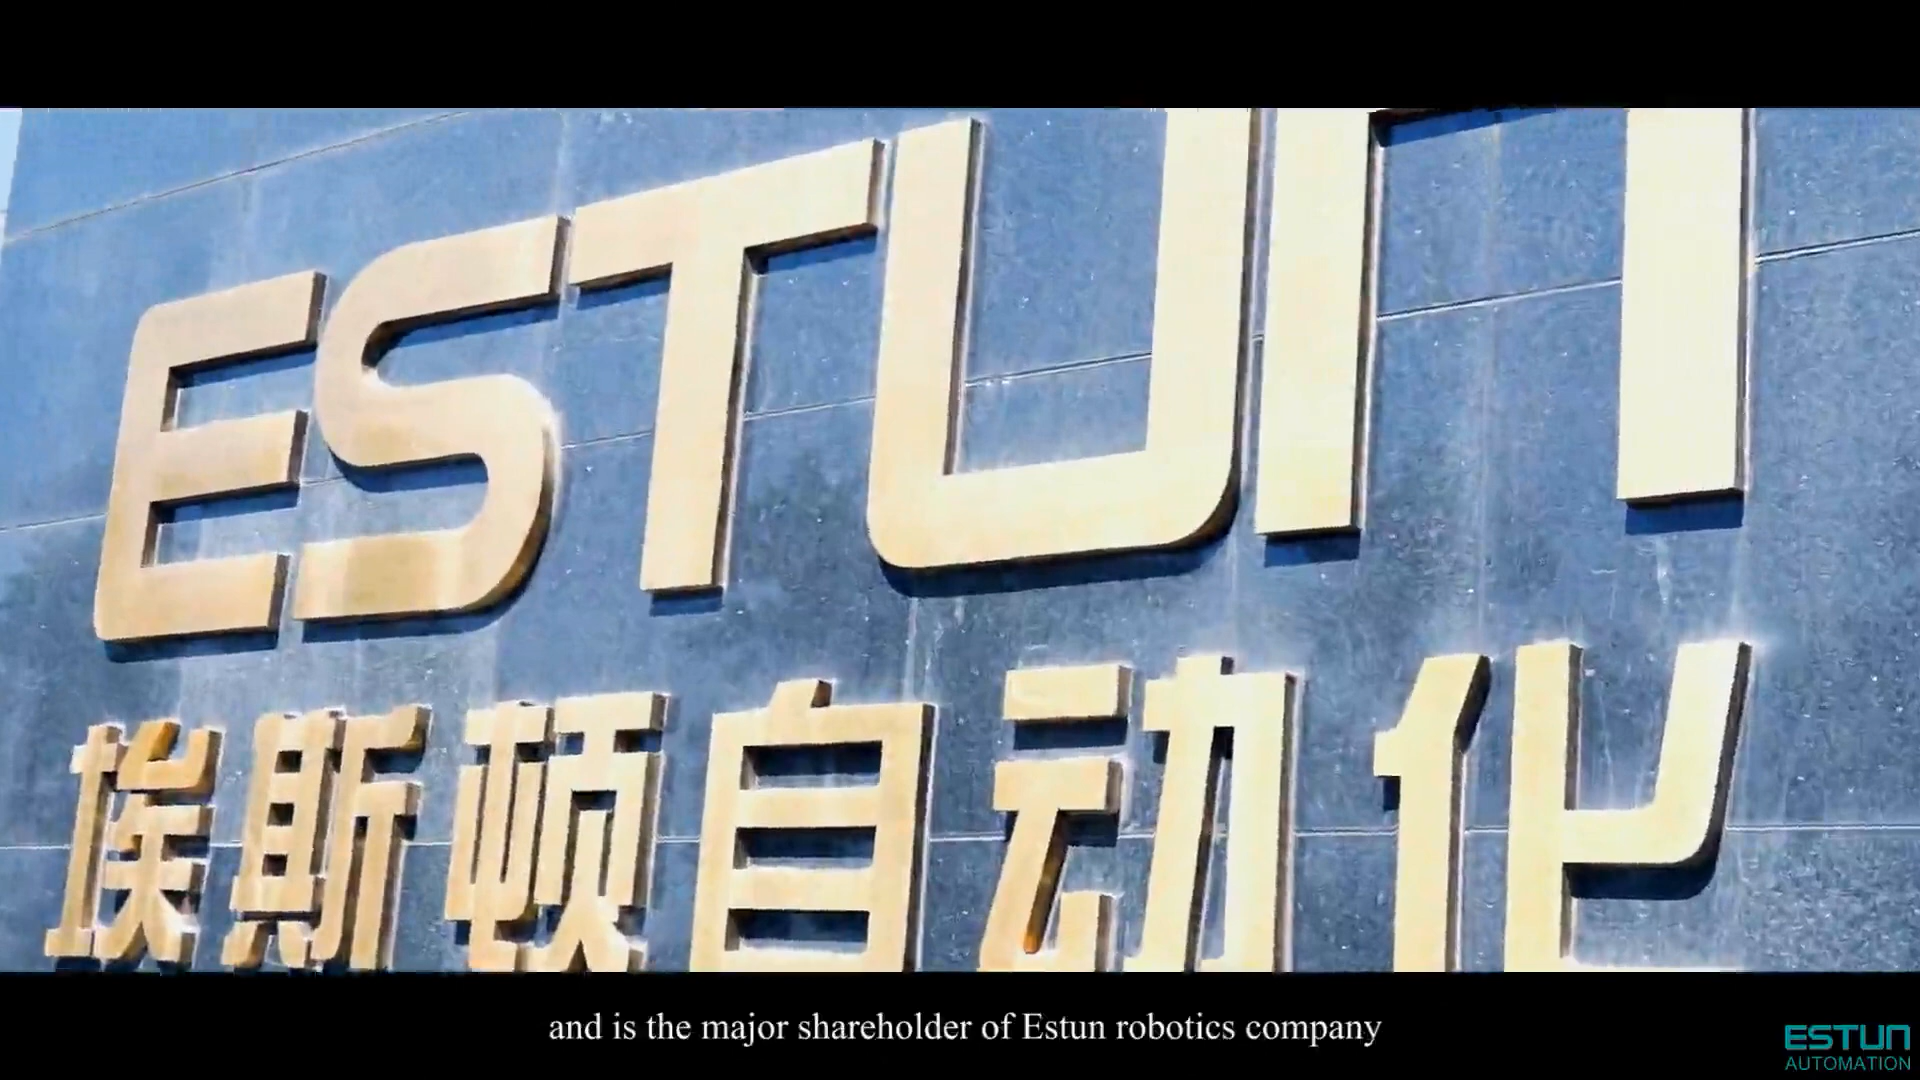 ESTUN
埃斯顿自动化
and is the major shareholder of Estun robotics company
ESTUN
AUTOMATION